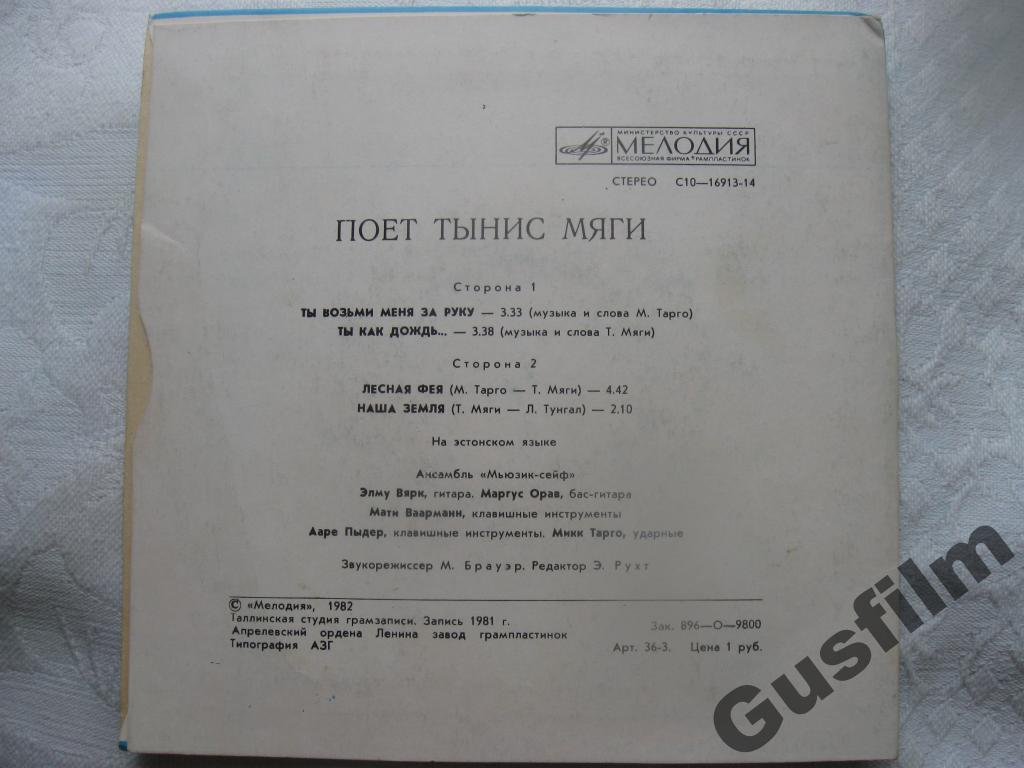 МИНИСТЕРСТВО КУЛЬТУРЫ СССР
МЕЛОДИЯ
ВСЕСОЮЗНАЯ ФИРМА ГРАМПЛАСТИНОК
СТЕРЕО С10—16913-14
ПОЕТ ТЫНИС МЯГИ
Сторона 1
ТЫ ВОЗЬМИ МЕНЯ ЗА РУКУ — 3.33 (музыка и слова М. Тарго)
ТЫ КАК ДОЖДЬ... — 3.38 (музыка и слова Т. Мяги)
Сторона 2
ЛЕСНАЯ ФЕЯ (М. Тарго — Т. Мяги) — 4.42
НАША ЗЕМЛЯ (Т. Мяги — Л. Тунгал) — 2.10
На эстонском языке
Ансамбль «Мьюзик-сейф»
Элму Вярк, гитара. Маргус Орав, бас-гитара
Мати Ваарманн, клавишные инструменты
Ааре Пыдер, клавишные инструменты. Микк Тарго, ударные
Звукорежиссер М. Брауэр. Редактор Э. Рухт
© «Мелодия», 1982
Таллинская студия грамзаписи. Запись 1981 г.
Апрелевский ордена Ленина завод грампластинок
Типография АЗГ
Зак. 896—О—9800
Арт. 36-3. Цена 1 руб.
Gusfilm